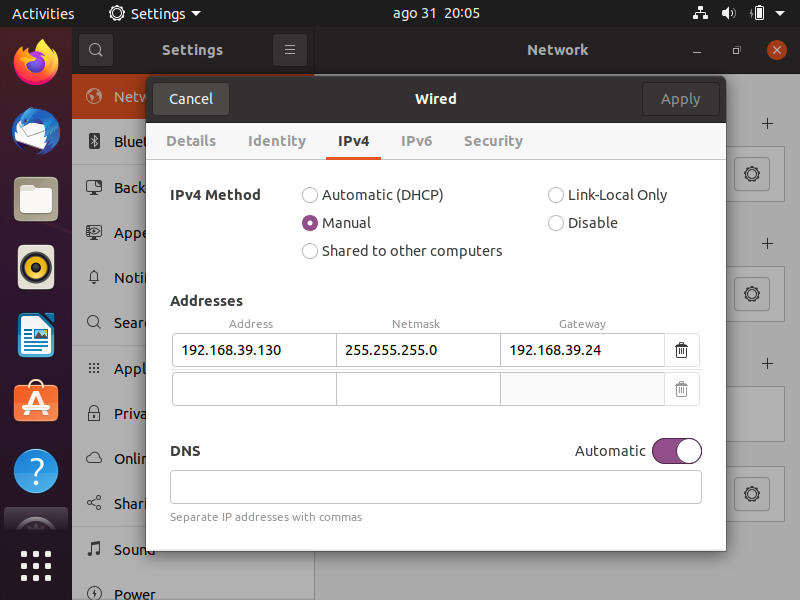 Activities Settings ago 31 20:05
Settings Network
Cancel Wired Apply
Details Identity IPv4 IPv6 Security
IPv4 Method Automatic (DHCP) Link-Local Only
Manual Disable
Shared to other computers
Addresses
Address Netmask Gateway
192.168.39.130 255.255.255.0 192.168.39.24
DNS Automatic
Separate IP addresses with commas
Netw
Bluet
Back
Appe
Notif
Sear
Appl
Priva
Onlin
Shari
Sound
Power